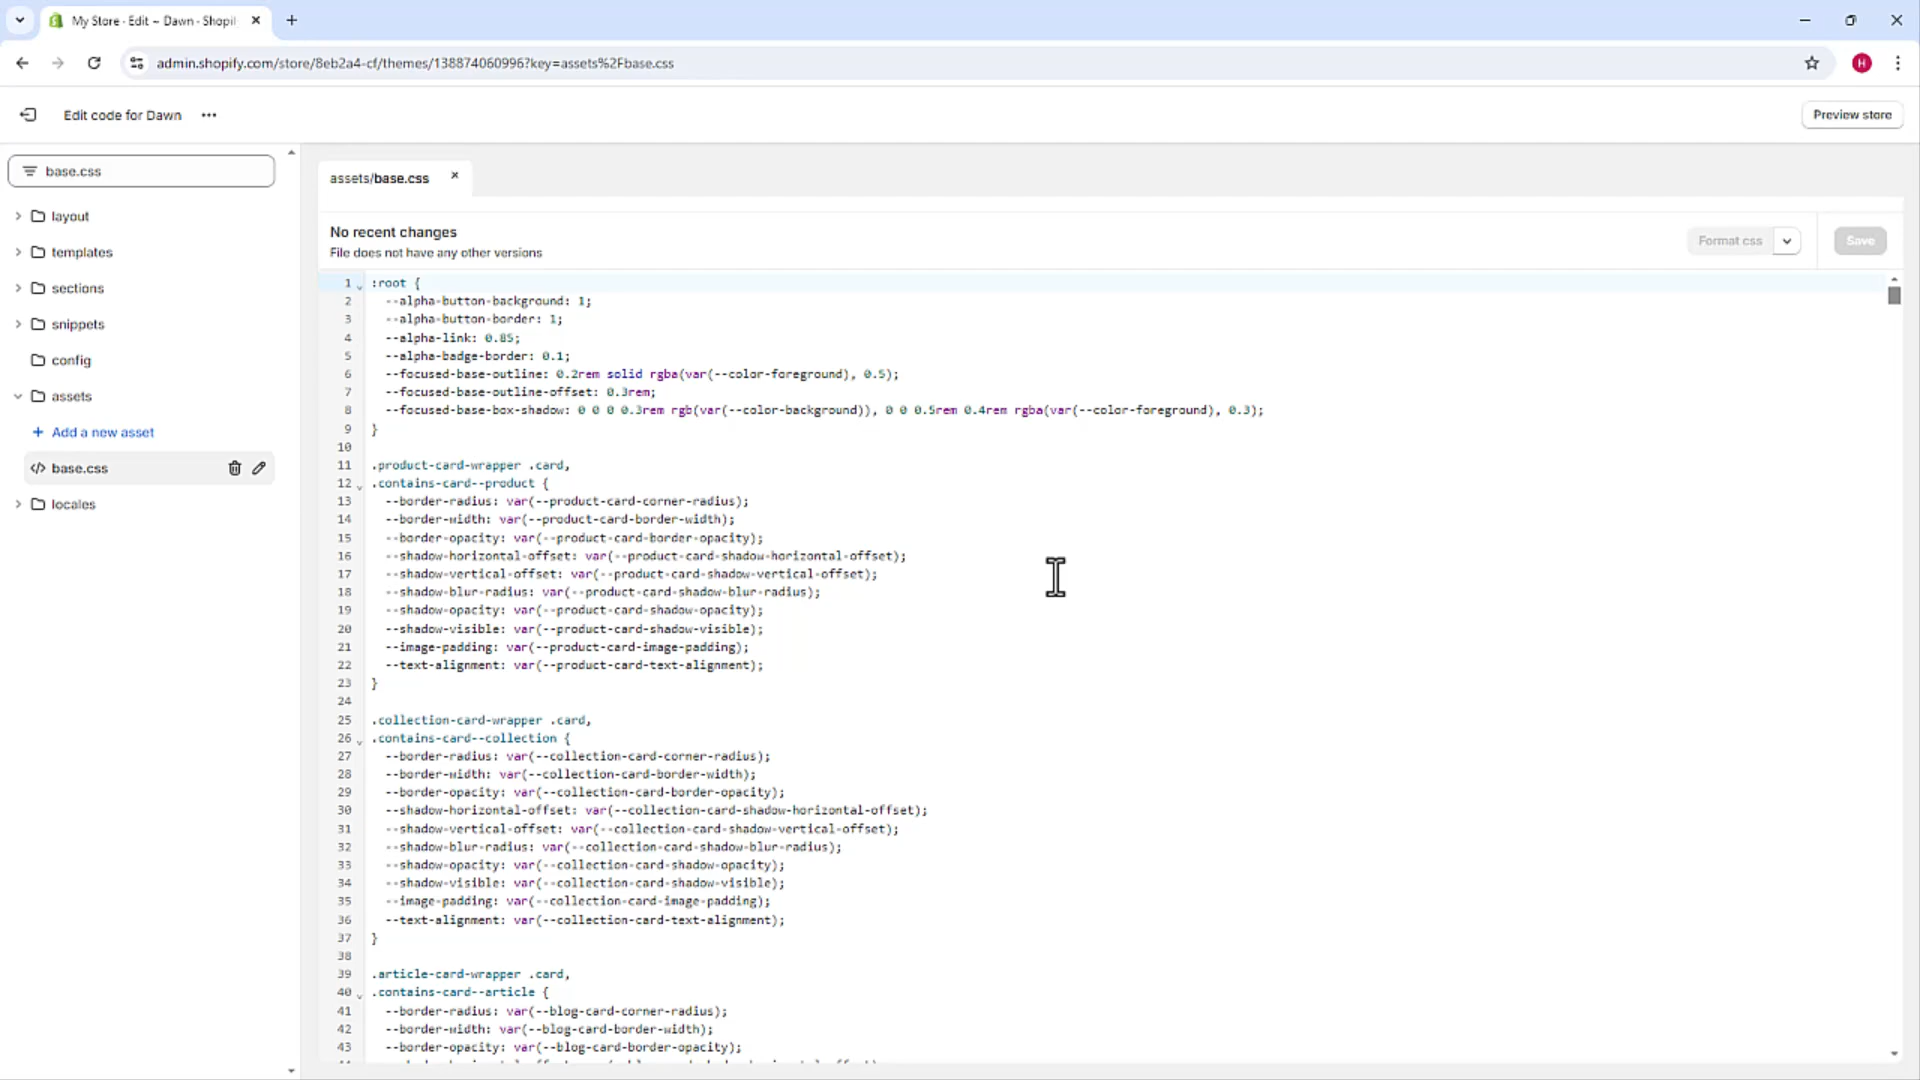 My Store · Edit ~ Dawn · Shopif
admin.shopify.com/store/8eb2a4-cf/themes/138874060996?key=assets%2Fbase.css
H
Edit code for Dawn
Preview store
base.css
layout
templates
sections
snippets
config
assets
+ Add a new asset
</> base.css
locales
assets/base.css
No recent changes
File does not have any other versions
Format css
Save
1 :root {
2 --alpha-button-background: 1;
3 --alpha-button-border: 1;
4 --alpha-link: 0.85;
5 --alpha-badge-border: 0.1;
6 --focused-base-outline: 0.2rem solid rgba(var(--color-foreground), 0.5);
7 --focused-base-outline-offset: 0.3rem;
8 --focused-base-box-shadow: 0 0 0 0.3rem rgb(var(--color-background)), 0 0 0.5rem 0.4rem rgba(var(--color-foreground), 0.3);
9 }
10
11 .product-card-wrapper .card,
12 .contains-card--product {
13 --border-radius: var(--product-card-corner-radius);
14 --border-width: var(--product-card-border-width);
15 --border-opacity: var(--product-card-border-opacity);
16 --shadow-horizontal-offset: var(--product-card-shadow-horizontal-offset);
17 --shadow-vertical-offset: var(--product-card-shadow-vertical-offset);
18 --shadow-blur-radius: var(--product-card-shadow-blur-radius);
19 --shadow-opacity: var(--product-card-shadow-opacity);
20 --shadow-visible: var(--product-card-shadow-visible);
21 --image-padding: var(--product-card-image-padding);
22 --text-alignment: var(--product-card-text-alignment);
23 }
24
25 .collection-card-wrapper .card,
26 .contains-card--collection {
27 --border-radius: var(--collection-card-corner-radius);
28 --border-width: var(--collection-card-border-width);
29 --border-opacity: var(--collection-card-border-opacity);
30 --shadow-horizontal-offset: var(--collection-card-shadow-horizontal-offset);
31 --shadow-vertical-offset: var(--collection-card-shadow-vertical-offset);
32 --shadow-blur-radius: var(--collection-card-shadow-blur-radius);
33 --shadow-opacity: var(--collection-card-shadow-opacity);
34 --shadow-visible: var(--collection-card-shadow-visible);
35 --image-padding: var(--collection-card-image-padding);
36 --text-alignment: var(--collection-card-text-alignment);
37 }
38
39 .article-card-wrapper .card,
40 .contains-card--article {
41 --border-radius: var(--blog-card-corner-radius);
42 --border-width: var(--blog-card-border-width);
43 --border-opacity: var(--blog-card-border-opacity);